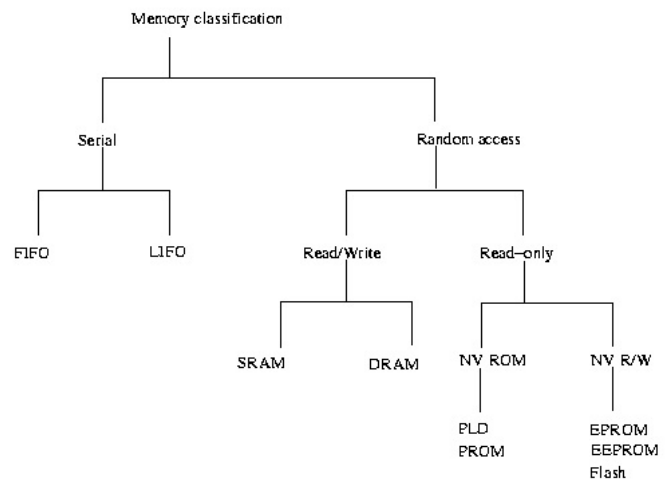 Memory classification
Serial
Random access
FIFO
LIFO
Read/Write
Read-only
SRAM
DRAM
NV ROM
NV R/W
PLD
PROM
EPROM
EEPROM
Flash